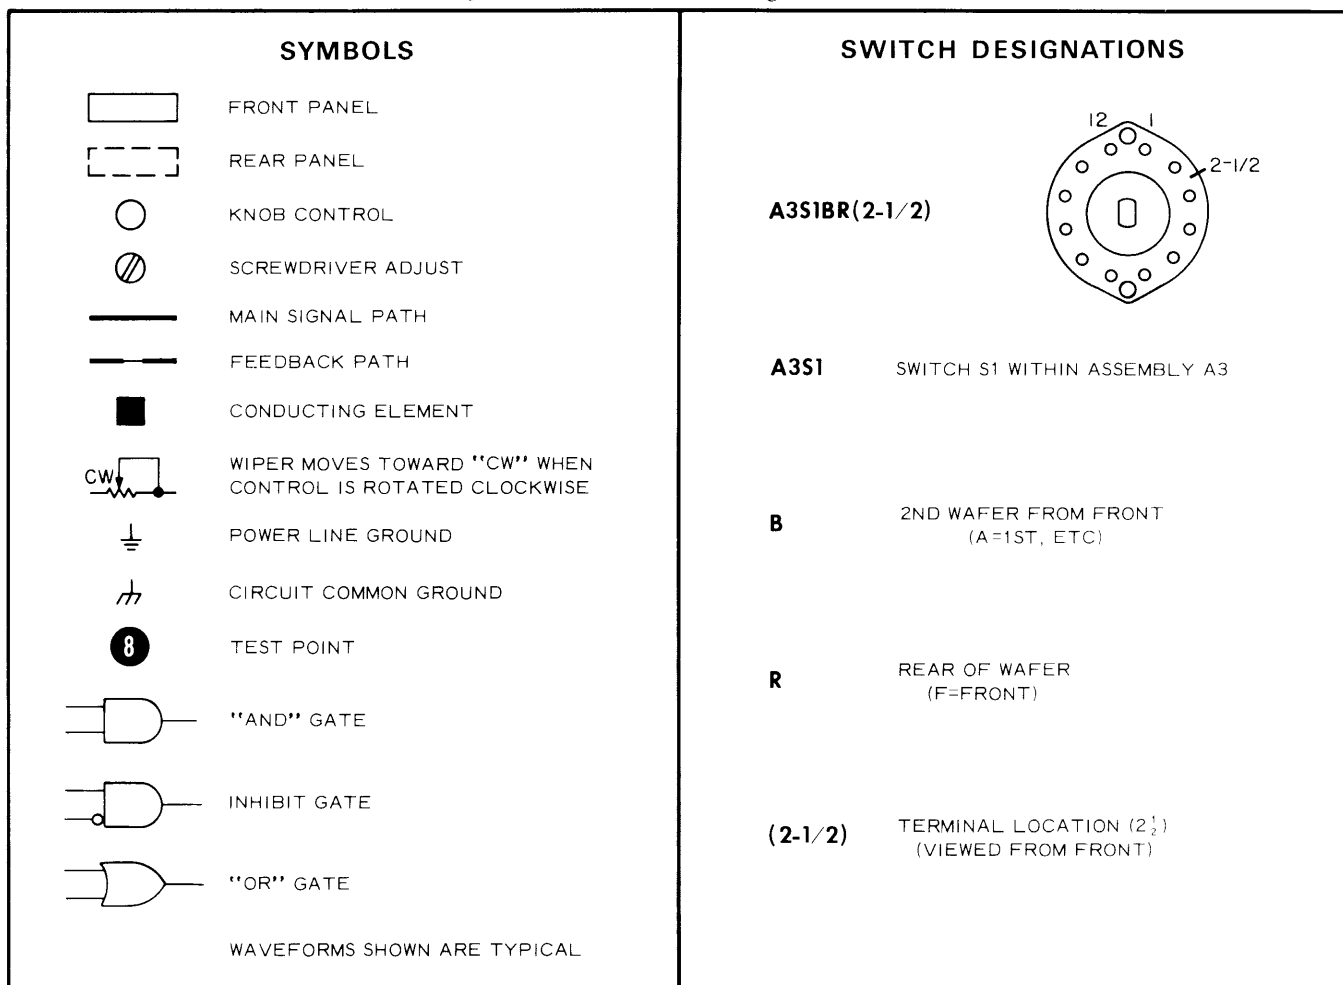 SYMBOLS
FRONT PANEL
REAR PANEL
KNOB CONTROL
SCREWDRIVER ADJUST
MAIN SIGNAL PATH
FEEDBACK PATH
CONDUCTING ELEMENT
CW
WIPER MOVES TOWARD "CW" WHEN
CONTROL IS ROTATED CLOCKWISE
POWER LINE GROUND
CIRCUIT COMMON GROUND
8
TEST POINT
"AND" GATE
INHIBIT GATE
"OR" GATE
WAVEFORMS SHOWN ARE TYPICAL
SWITCH DESIGNATIONS
12 1
2-1/2
A3S1BR(2-1/2)
A3S1 SWITCH S1 WITHIN ASSEMBLY A3
B 2ND WAFER FROM FRONT
(A=1ST, ETC)
R REAR OF WAFER
(F=FRONT)
(2-1/2) TERMINAL LOCATION (2½)
(VIEWED FROM FRONT)